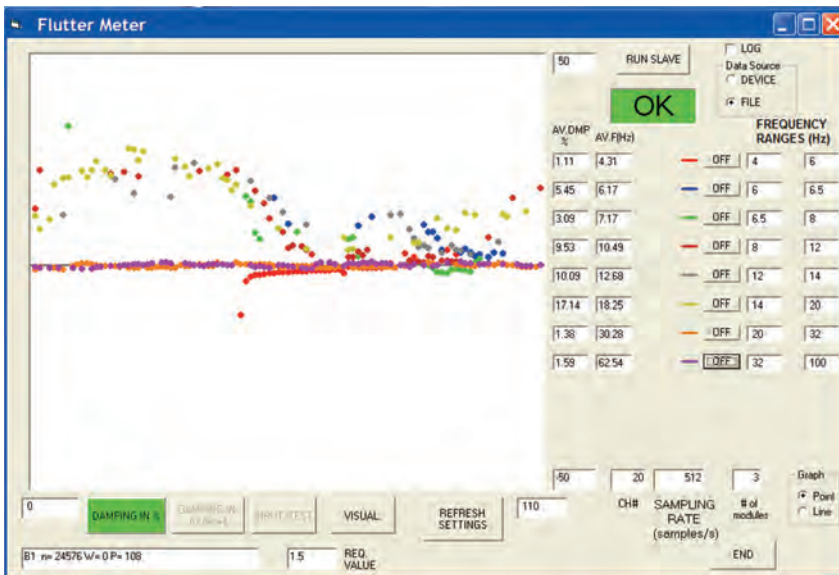 Flutter Meter
50
RUN SLAVE
LOG
Data Source
DEVICE
FILE
OK
AV.DMP % AV.F(Hz)
FREQUENCY RANGES (Hz)
1.11 4.31 OFF 4 6
5.45 6.17 OFF 6 6.5
3.09 7.17 OFF 6.5 8
9.53 10.49 OFF 8 12
10.09 12.68 OFF 12 14
17.14 18.25 OFF 14 20
1.38 30.28 OFF 20 32
1.59 62.54 OFF 32 100
-50 20 512 3 Graph
CH# SAMPLING RATE (samples/s) # of modules
Point
Line
0
DAMPING IN %
DAMPING IN
VISUAL
REFRESH SETTINGS
110
END
B1 n= 24576 W= 0 P= 108
1.5
REQ. VALUE